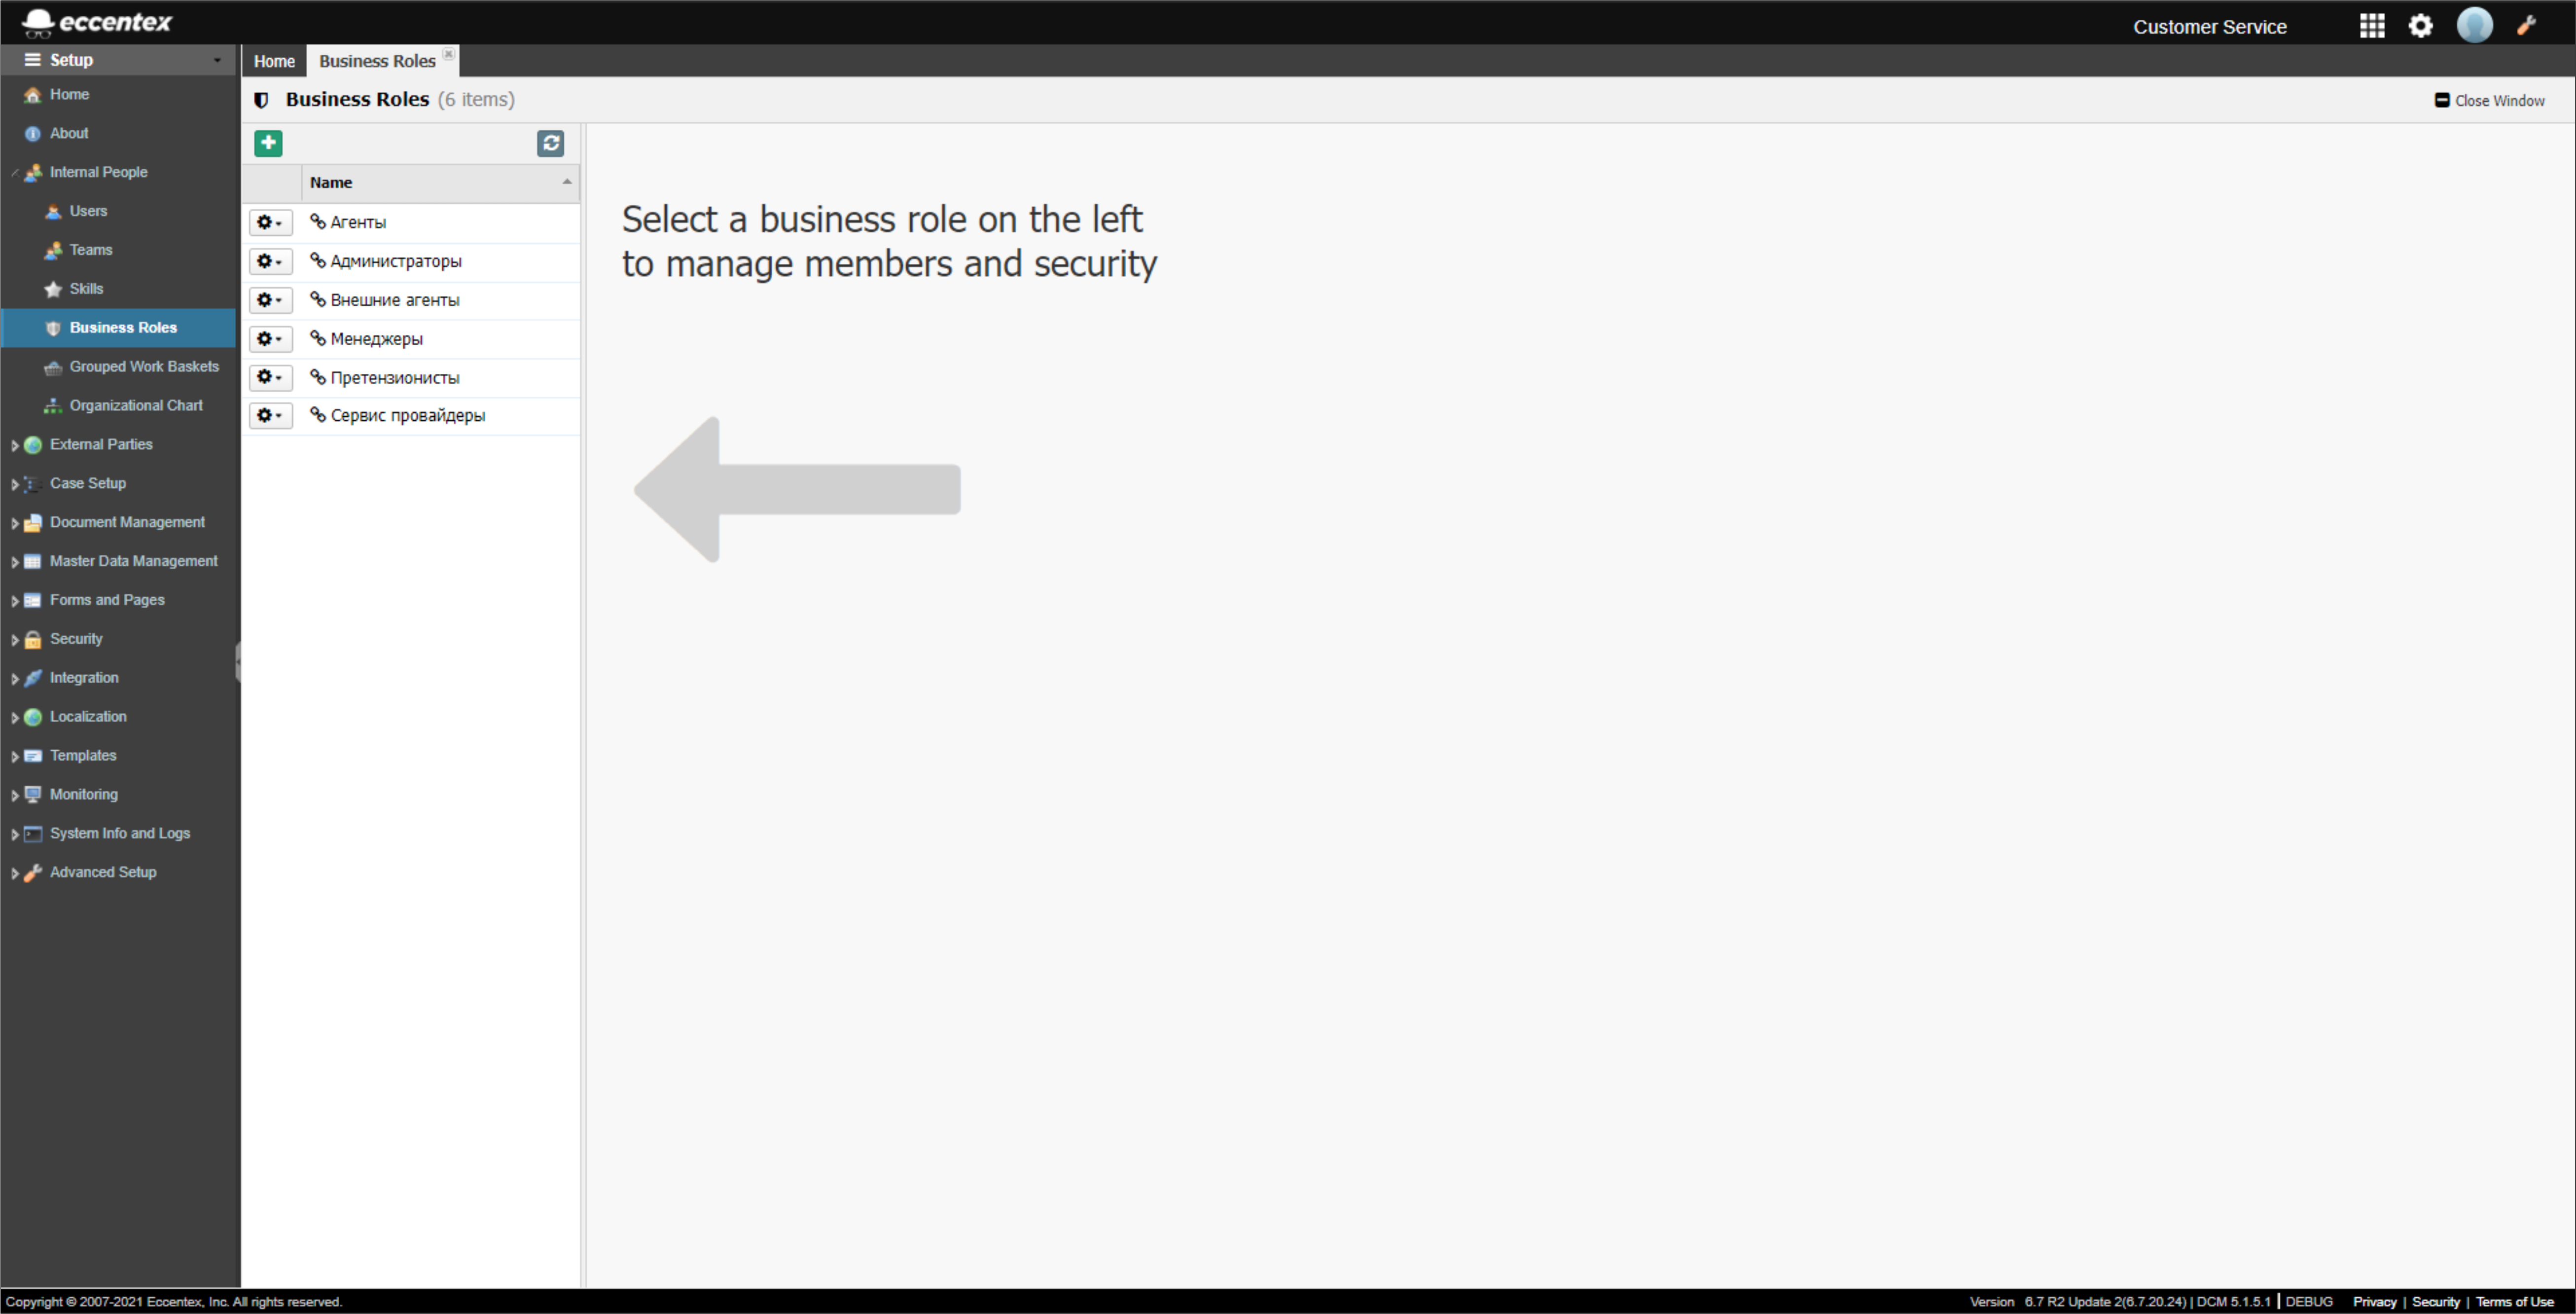 eccentex
Customer Service
Setup
Home
Business Roles
Home
About
Internal People
Users
Teams
Skills
Business Roles
Grouped Work Baskets
Organizational Chart
External Parties
Case Setup
Document Management
Master Data Management
Forms and Pages
Security
Integration
Localization
Templates
Monitoring
System Info and Logs
Advanced Setup
Business Roles (6 items)
Close Window
Name
Агенты
Администраторы
Внешние агенты
Менеджеры
Претензионисты
Сервис провайдеры
Select a business role on the left
to manage members and security
Copyright © 2007-2021 Eccentex, Inc. All rights reserved.
Version 6.7 R2 Update 2(6.7.20.24) | DCM 5.1.5.1 | DEBUG Privacy | Security | Terms of Use